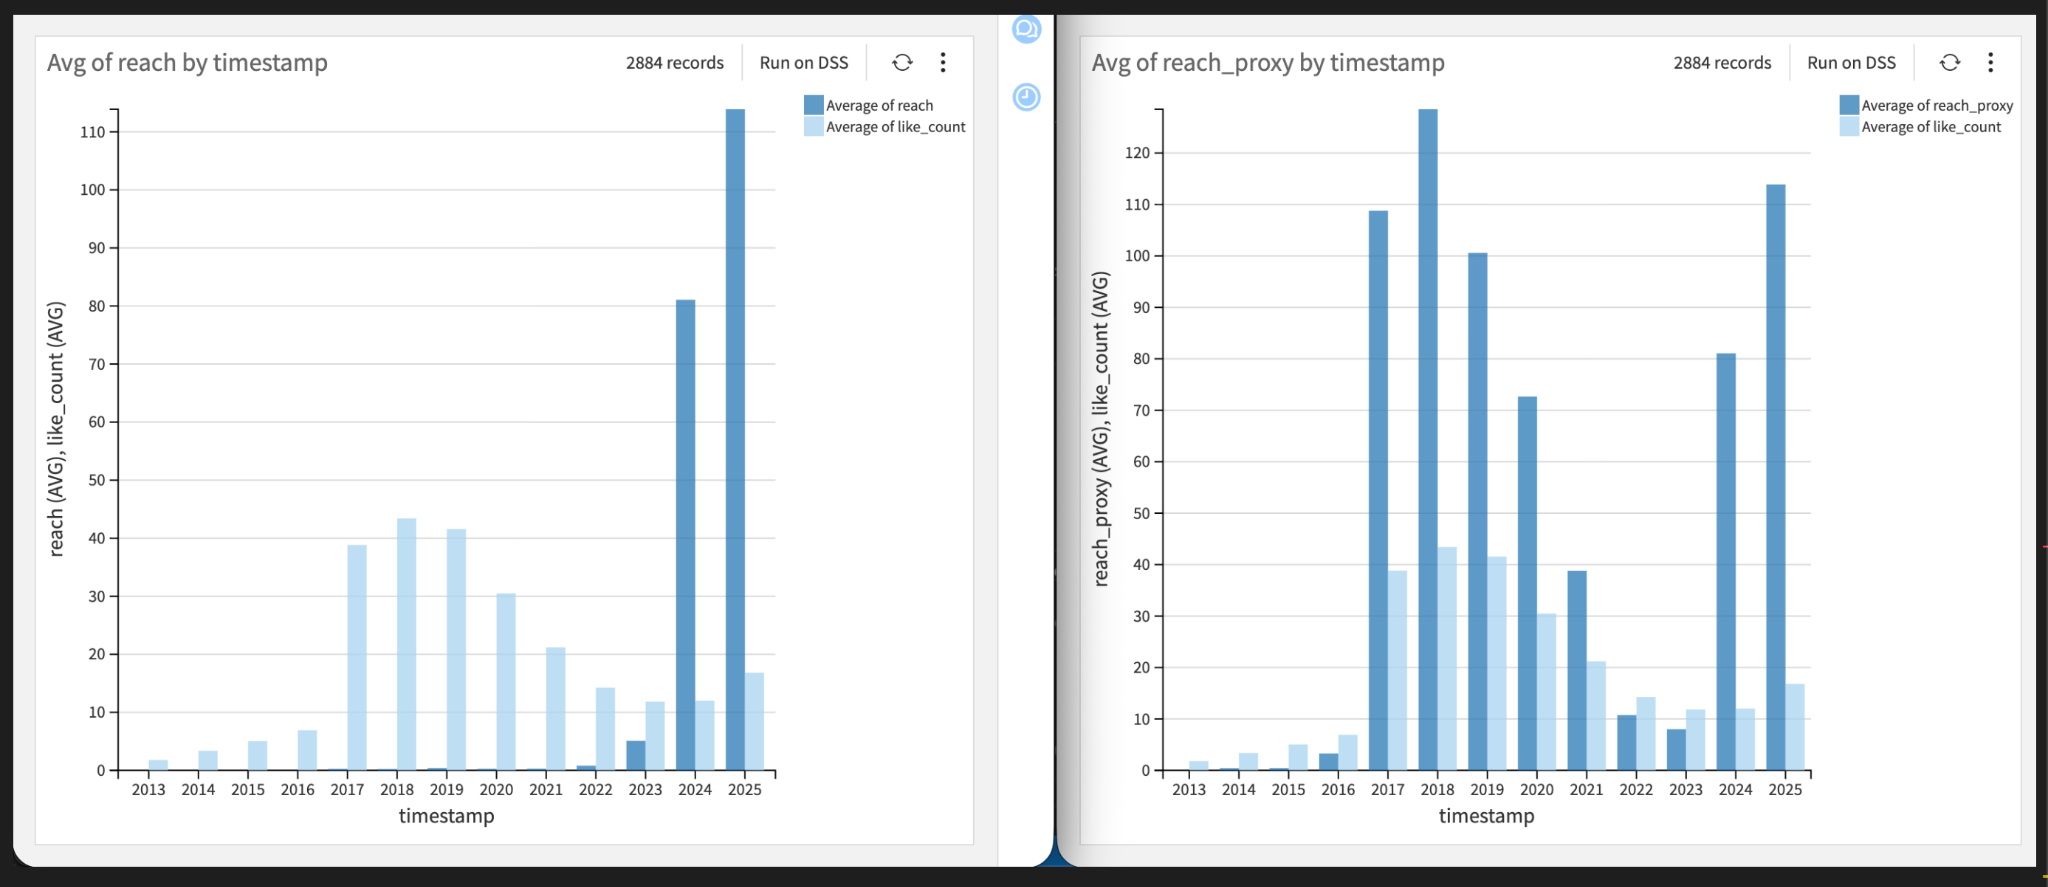 Avg of reach by timestamp
2884 records
Run on DSS
Average of reach
Average of like_count
reach (AVG), like_count (AVG)
110
100
90
80
70
60
50
40
30
20
10
0
2013 2014 2015 2016 2017 2018 2019 2020 2021 2022 2023 2024 2025
timestamp
Avg of reach_proxy by timestamp
2884 records
Run on DSS
Average of reach_proxy
Average of like_count
reach_proxy (AVG), like_count (AVG)
120
110
100
90
80
70
60
50
40
30
20
10
0
2013 2014 2015 2016 2017 2018 2019 2020 2021 2022 2023 2024 2025
timestamp